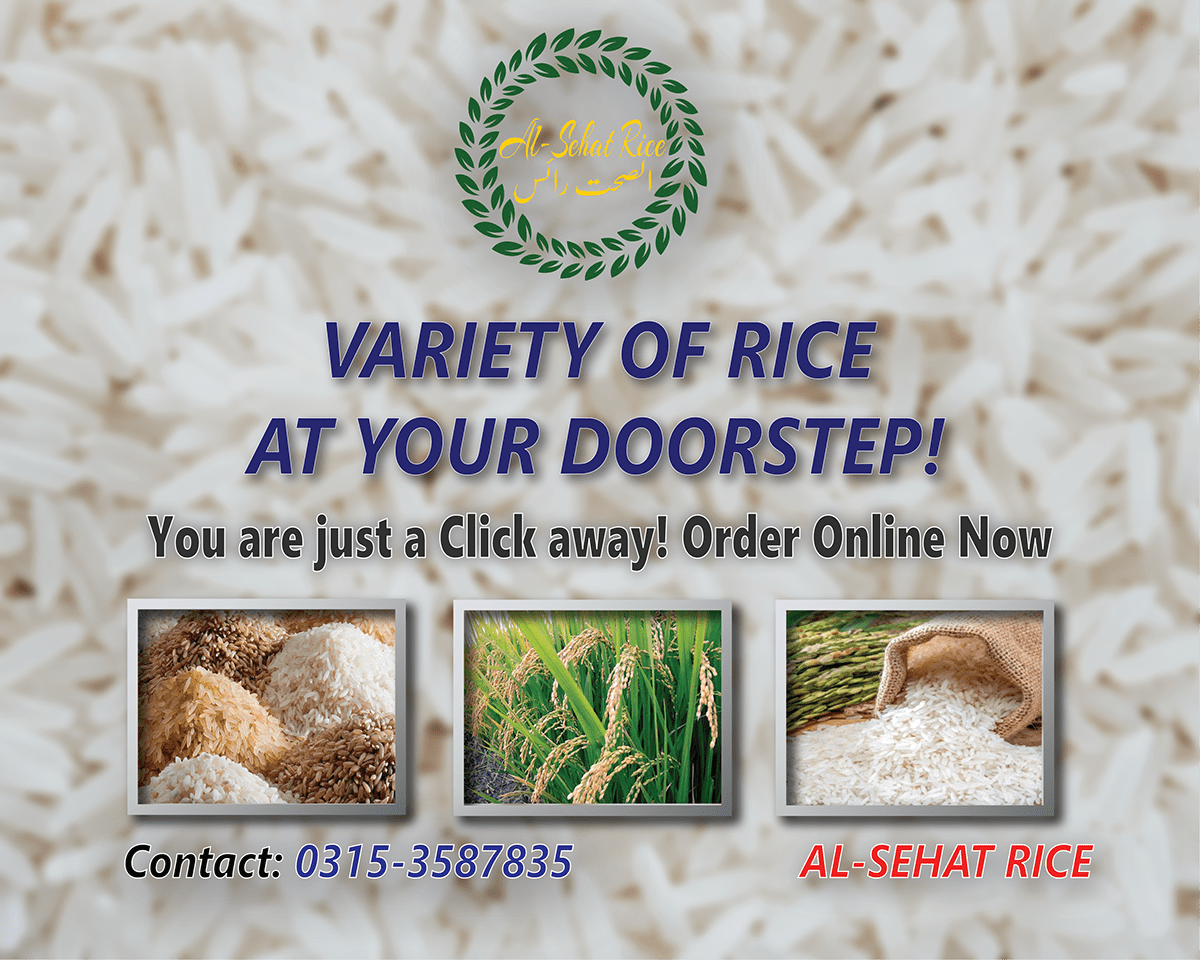 Al-Sehat Rice
الصحت رائس
VARIETY OF RICE
AT YOUR DOORSTEP!
You are just a Click away! Order Online Now
Contact: 0315-3587835
AL-SEHAT RICE